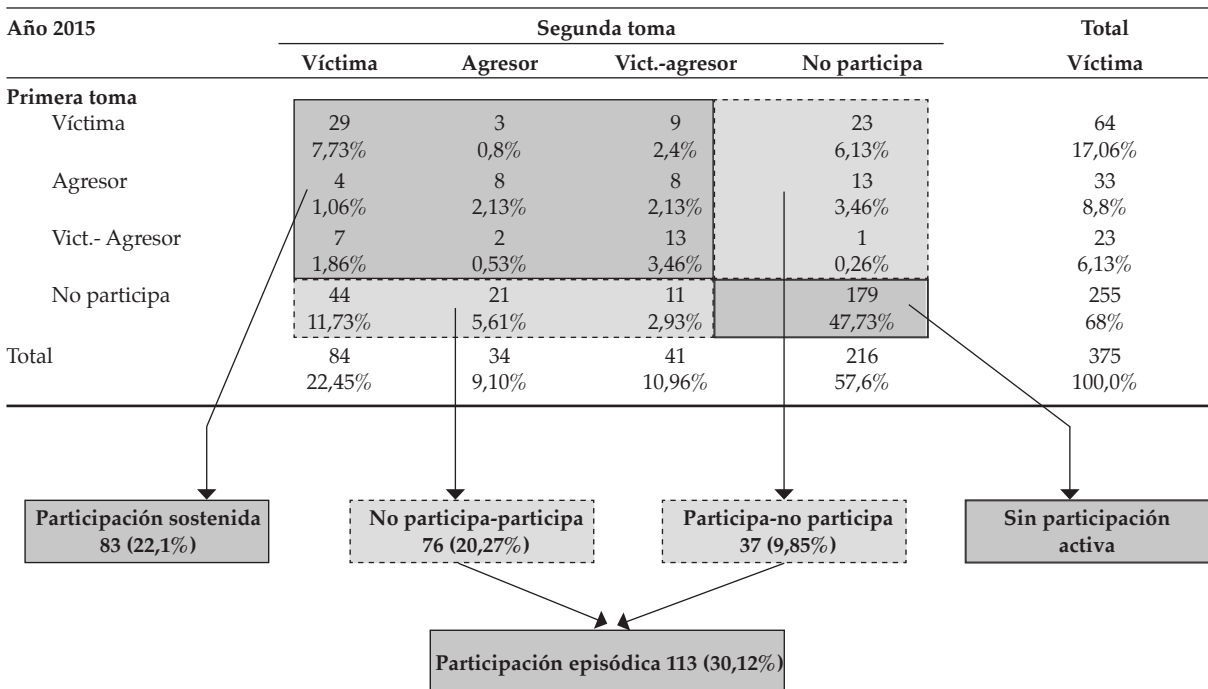 Año 2015 Segunda toma Total
Víctima Agresor Vict.-agresor No participa Víctima
Primera toma
Víctima 29 3 9 23 64
7,73% 0,8% 2,4% 6,13% 17,06%
Agresor 4 8 8 13 33
1,06% 2,13% 2,13% 3,46% 8,8%
Vict.- Agresor 7 2 13 1 23
1,86% 0,53% 3,46% 0,26% 6,13%
No participa 44 21 11 179 255
11,73% 5,61% 2,93% 47,73% 68%
Total 84 34 41 216 375
22,45% 9,10% 10,96% 57,6% 100,0%
Participación sostenida
83 (22,1%)
No participa-participa
76 (20,27%)
Participa-no participa
37 (9,85%)
Sin participación
activa
Participación episódica 113 (30,12%)